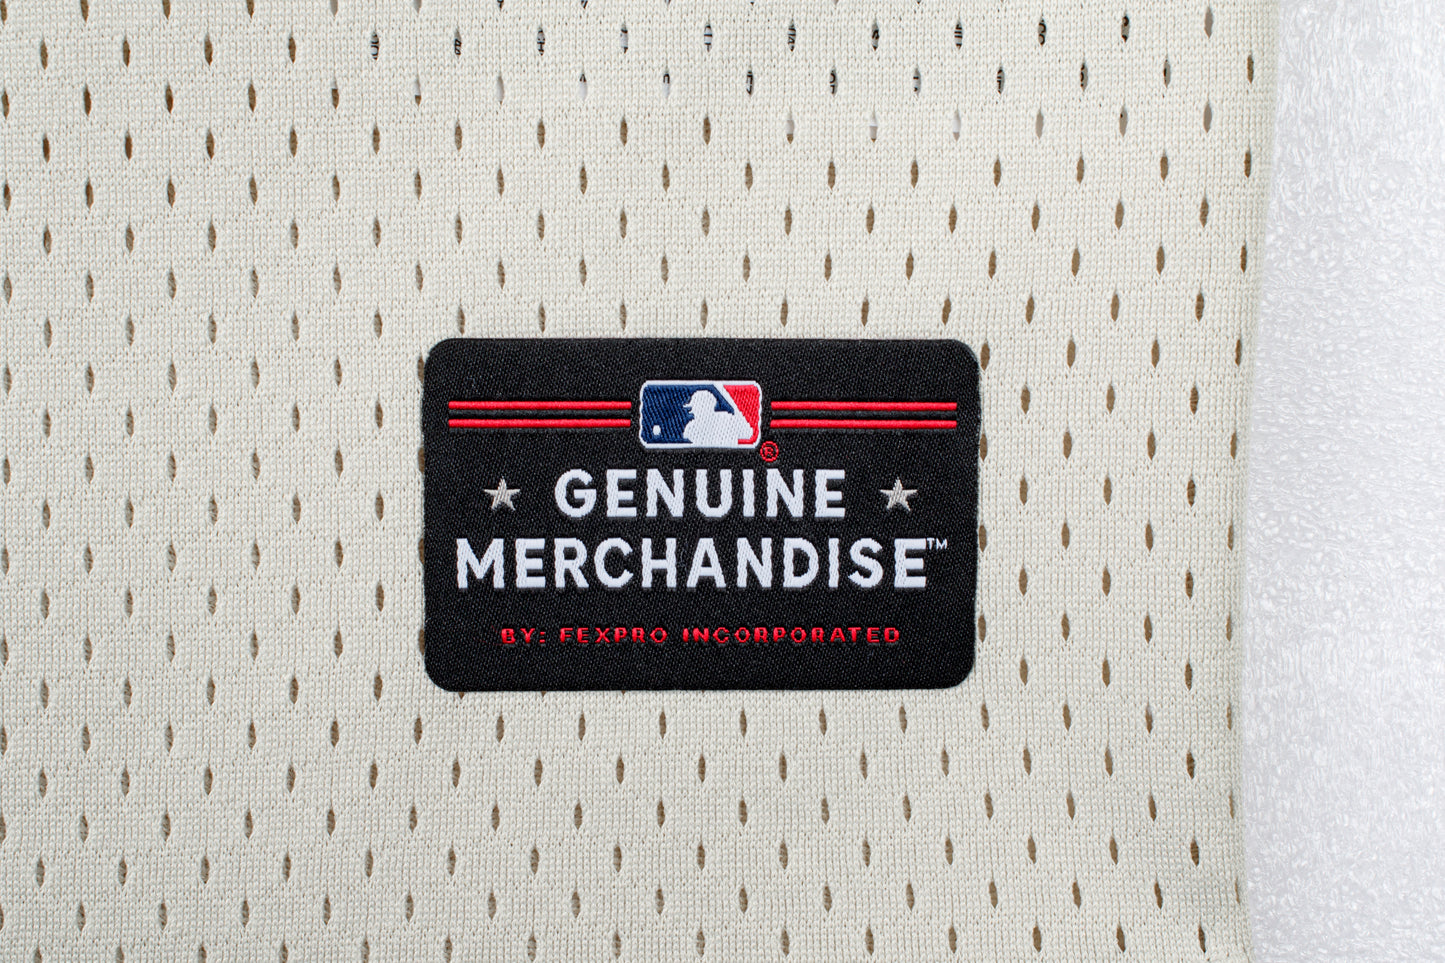 ®
GENUINE
MERCHANDISE™
BY: FEXPRO INCORPORATED